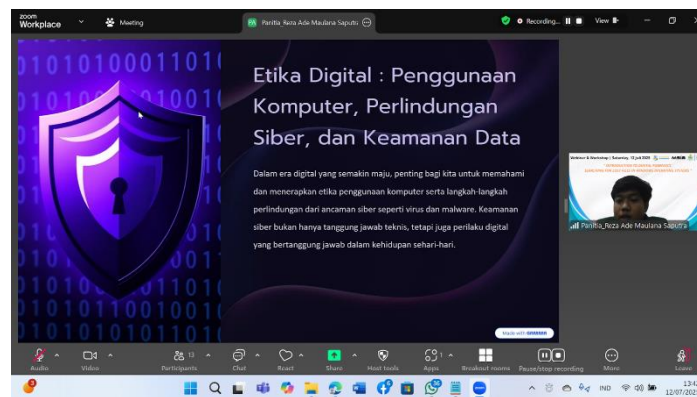 zoom
Workplace
Meeting
Panitia_Reza Ade Maulana Saputra
Recording...
View
Etika Digital : Penggunaan
Komputer, Perlindungan
Siber, dan Keamanan Data
Dalam era digital yang semakin maju, penting bagi kita untuk memahami
dan menerapkan etika penggunaan komputer serta langkah-langkah
perlindungan dari ancaman siber seperti virus dan malware. Keamanan
siber bukan hanya tanggung jawab teknis, tetapi juga perilaku digital
yang bertanggung jawab dalam kehidupan sehari-hari.
Made with GAMMA
Panitia_Reza Ade Maulana Saputra
Audio
Video
Participants
13
Chat
React
Share
Host tools
Apps
1
Breakout rooms
Pause/stop recording
More
Leave
IND
12/07/2025